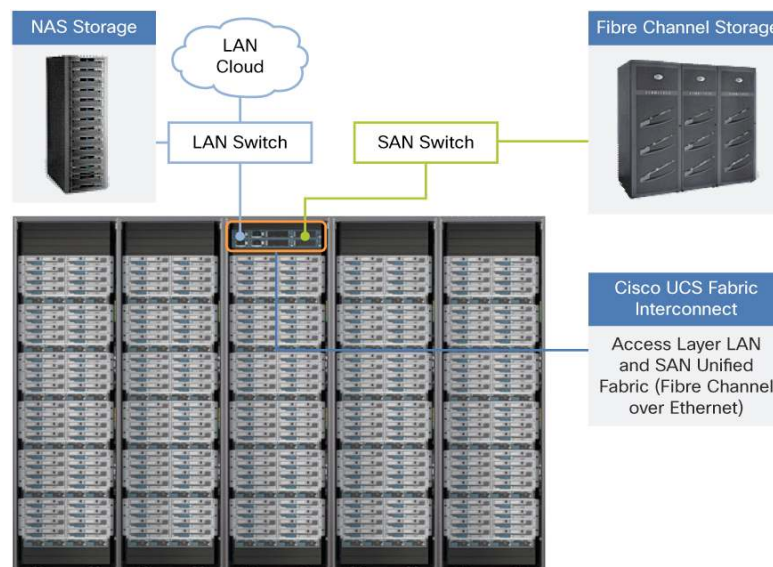 NAS Storage
LAN
Cloud
LAN Switch
SAN Switch
Fibre Channel Storage
Cisco UCS Fabric
Interconnect
Access Layer LAN
and SAN Unified
Fabric (Fibre Channel
over Ethernet)